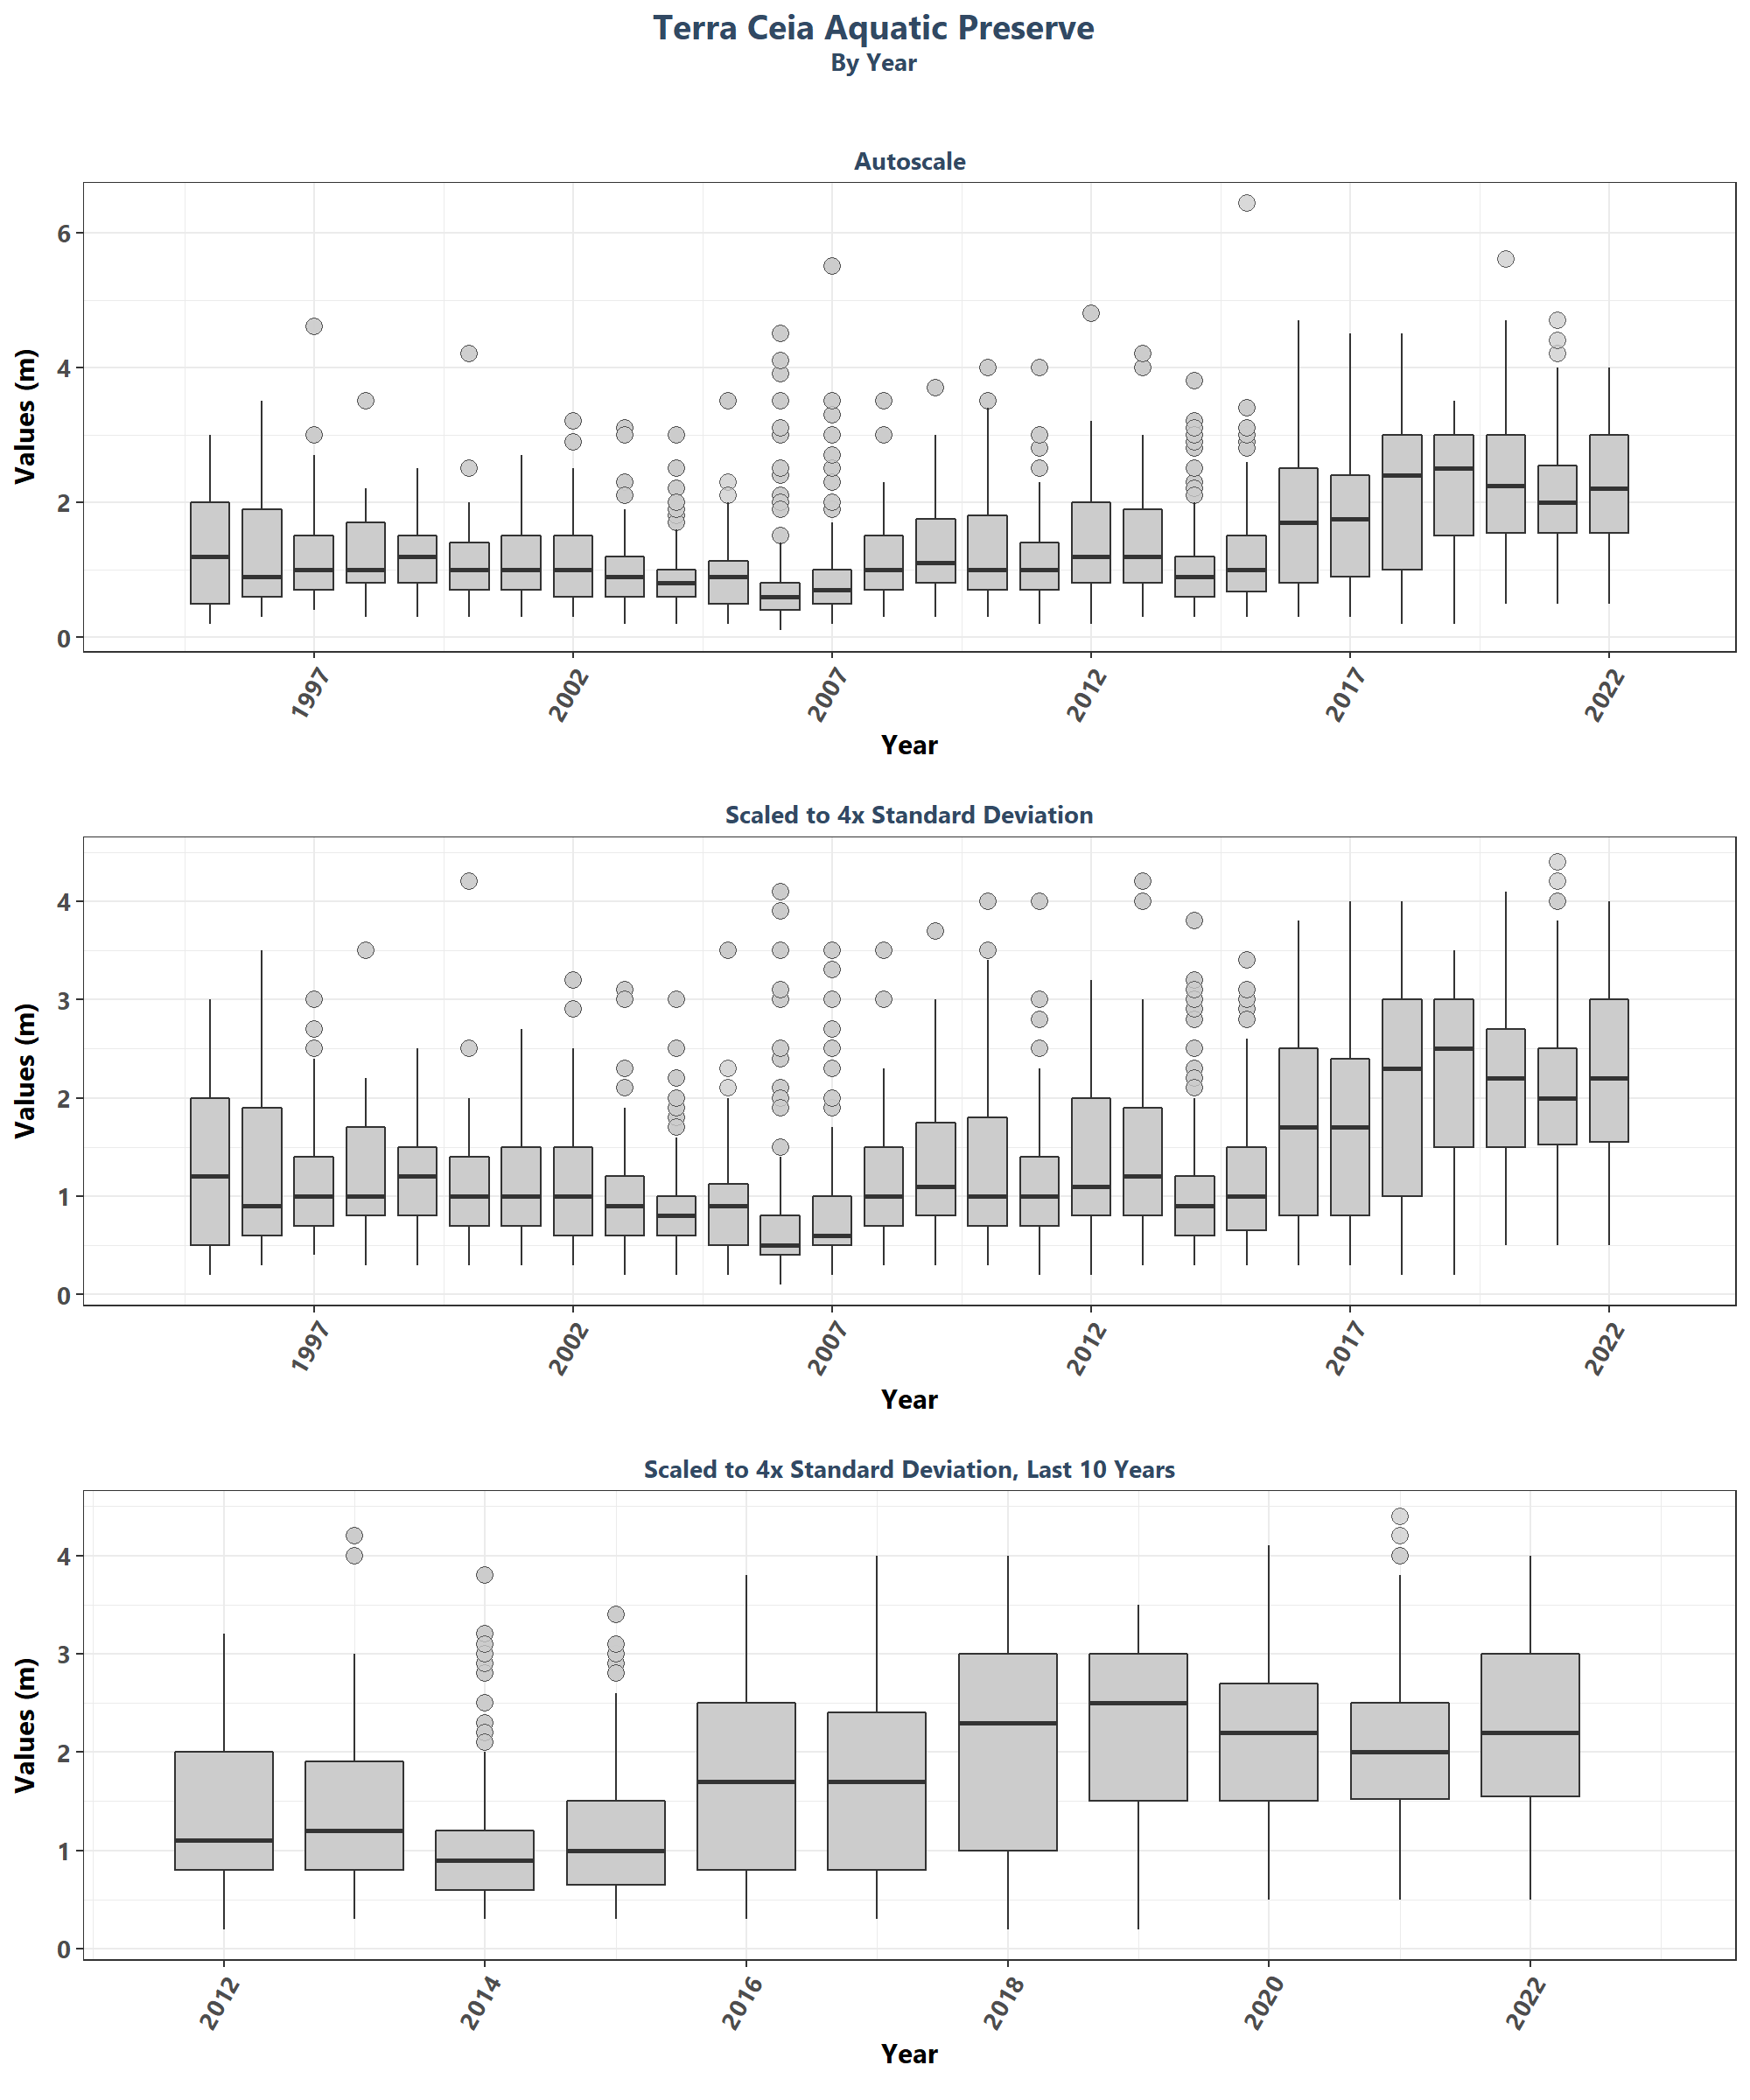 Terra Ceia Aquatic Preserve
By Year
Autoscale
Values (m)
6
4
2
0
1997 2002 2007 2012 2017 2022
Year
Scaled to 4x Standard Deviation
Values (m)
4
3
2
1
0
1997 2002 2007 2012 2017 2022
Year
Scaled to 4x Standard Deviation, Last 10 Years
Values (m)
4
3
2
1
0
2012 2014 2016 2018 2020 2022
Year